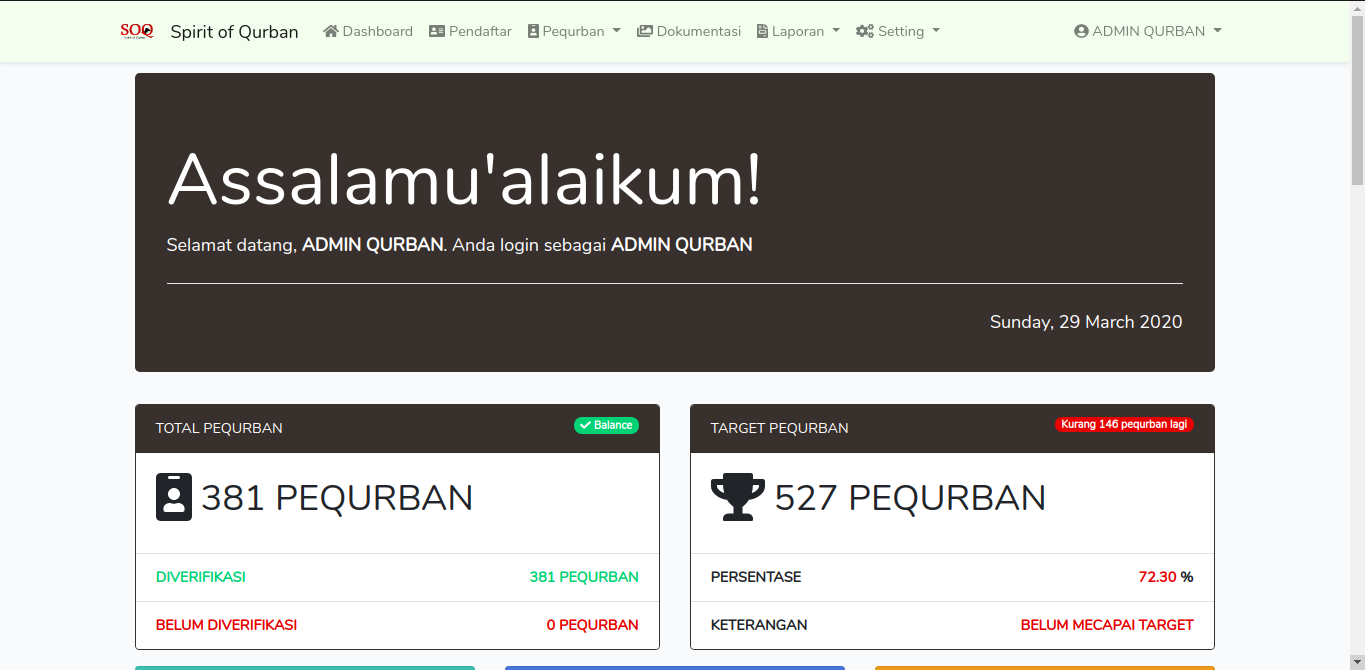 SOQ Spirit of Qurban Dashboard Pendaftar Pequrban Dokumentasi Laporan Setting ADMIN QURBAN
Assalamu'alaikum!
Selamat datang, ADMIN QURBAN. Anda login sebagai ADMIN QURBAN
Sunday, 29 March 2020
TOTAL PEQURBAN Balance
381 PEQURBAN
DIVERIFIKASI 381 PEQURBAN
BELUM DIVERIFIKASI 0 PEQURBAN
TARGET PEQURBAN Kurang 146 pequrban lagi
527 PEQURBAN
PERSENTASE 72.30 %
KETERANGAN BELUM MECAPAI TARGET